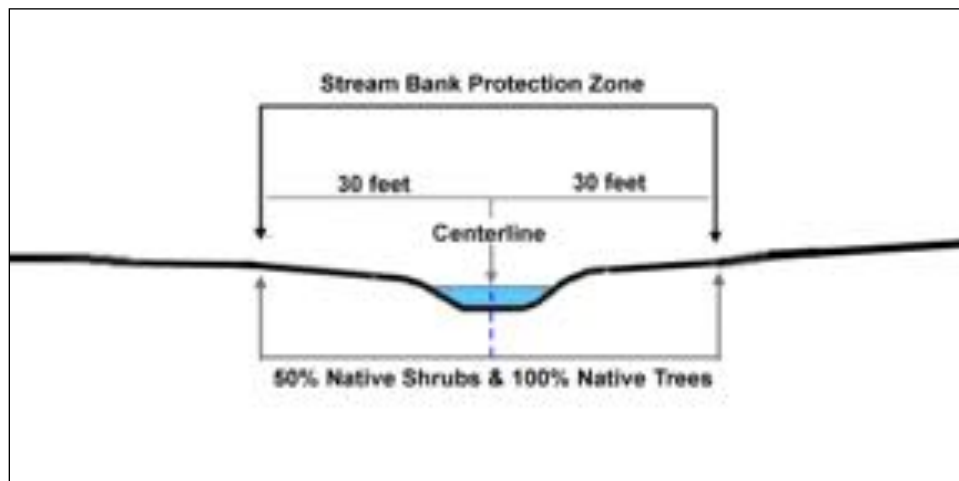 Stream Bank Protection Zone
30 feet 30 feet
Centerline
50% Native Shrubs & 100% Native Trees